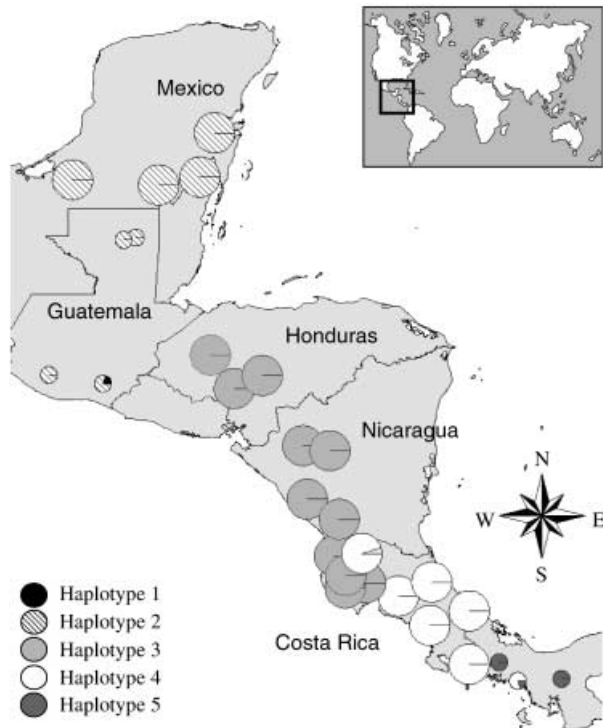 Mexico
Guatemala
Honduras
Nicaragua
N
W E
S
Costa Rica
Haplotype 1
Haplotype 2
Haplotype 3
Haplotype 4
Haplotype 5